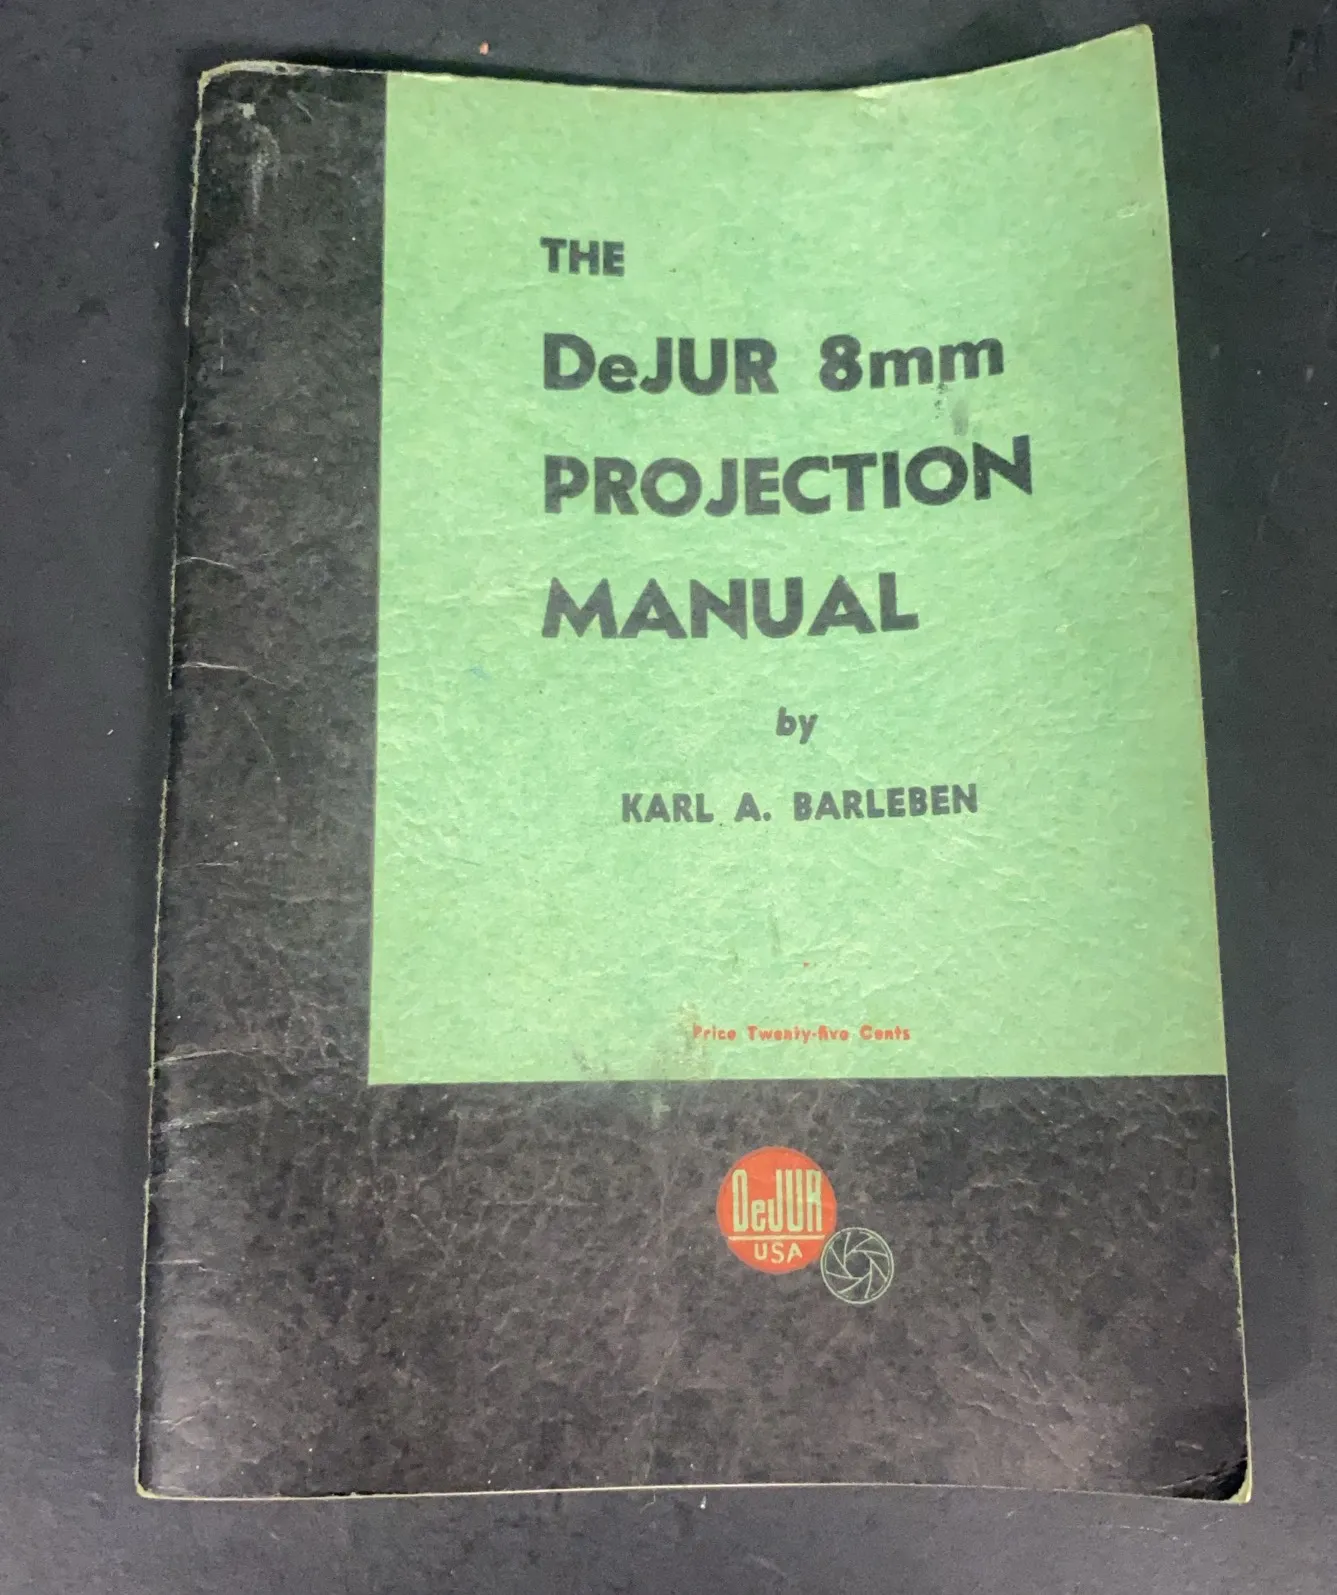 THE
DeJUR 8mm
PROJECTION
MANUAL
by
KARL A. BARLEBEN
Price Twenty-five Cents
DeJUR
USA